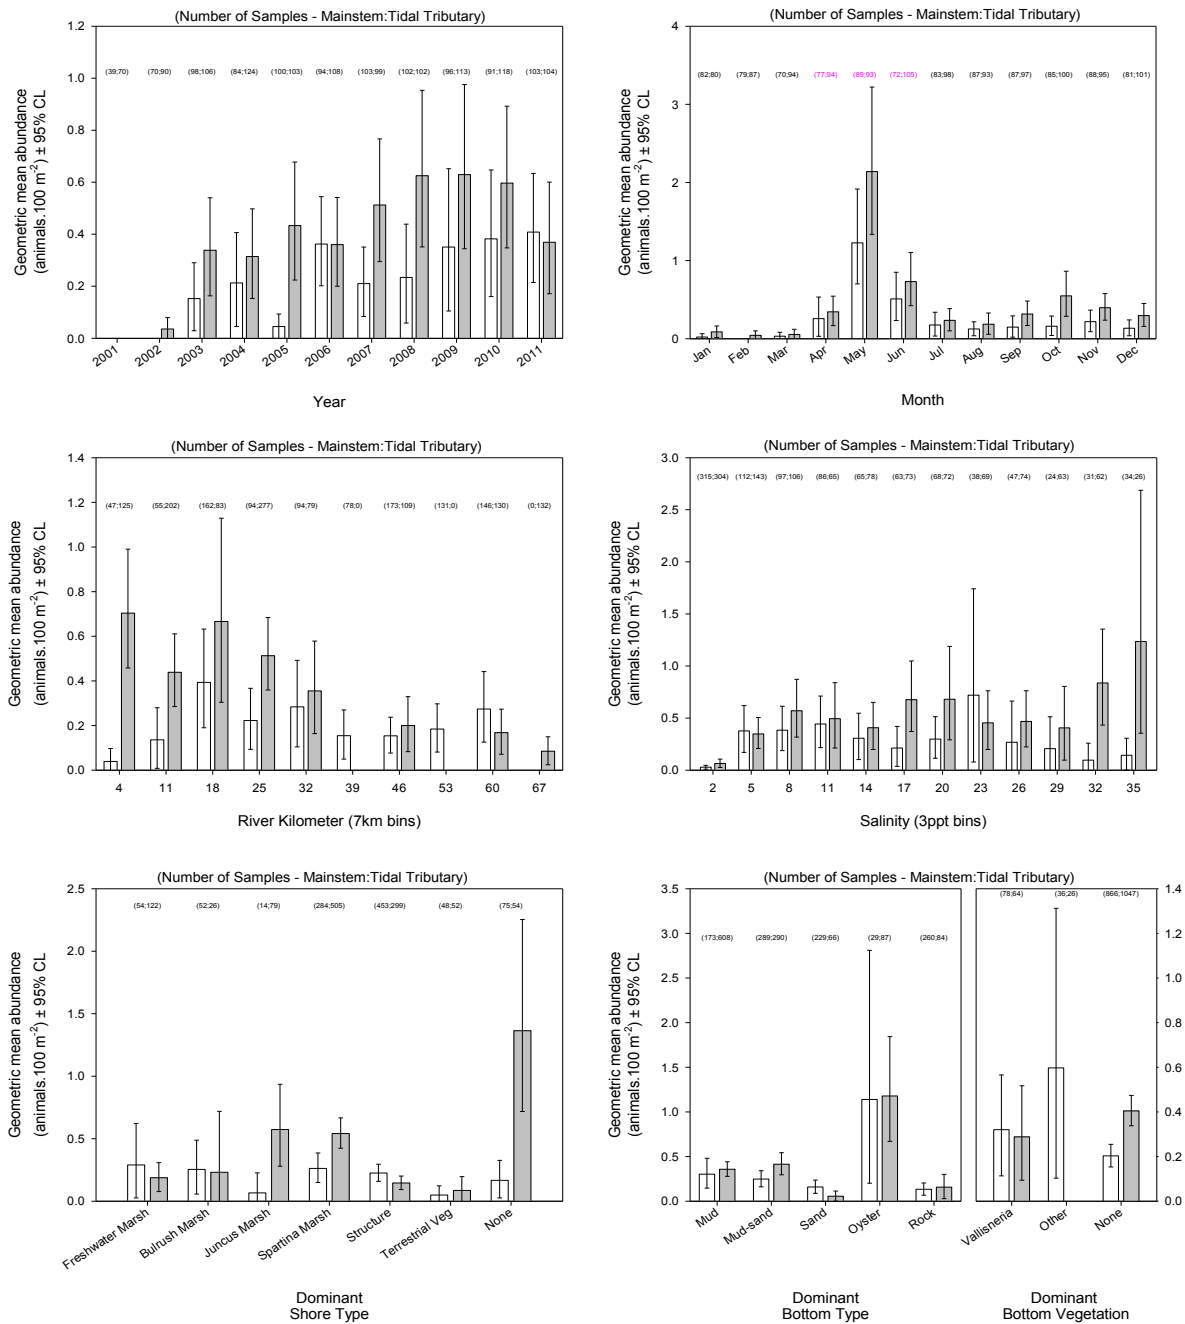 (Number of Samples - Mainstem:Tidal Tributary)
1.2
1.0
0.8
0.6
0.4
0.2
0.0
(39;70) (70;90) (98;106) (84;124) (100;103) (94;108) (103;99) (102;102) (96;113) (91;118) (103;104)
Geometric mean abundance
(animals.100 m-2) ± 95% CL
2001 2002 2003 2004 2005 2006 2007 2008 2009 2010 2011
Year
(Number of Samples - Mainstem:Tidal Tributary)
4
3
2
1
0
(82;80) (79;87) (70;94) (77;94) (89;93) (72;105) (83;98) (87;93) (87;97) (85;100) (88;95) (81;101)
Geometric mean abundance
(animals.100 m-2) ± 95% CL
Jan Feb Mar Apr May Jun Jul Aug Sep Oct Nov Dec
Month
(Number of Samples - Mainstem:Tidal Tributary)
1.4
1.2
1.0
0.8
0.6
0.4
0.2
0.0
(47;125) (55;202) (162;83) (94;277) (94;79) (78;0) (173;109) (131;0) (146;130) (0;132)
Geometric mean abundance
(animals.100 m-2) ± 95% CL
4 11 18 25 32 39 46 53 60 67
River Kilometer (7km bins)
(Number of Samples - Mainstem:Tidal Tributary)
3.0
2.5
2.0
1.5
1.0
0.5
0.0
(315;304) (112;143) (97;106) (86;65) (65;78) (63;73) (68;72) (38;69) (47;74) (24;63) (31;62) (34;26)
Geometric mean abundance
(animals.100 m-2) ± 95% CL
2 5 8 11 14 17 20 23 26 29 32 35
Salinity (3ppt bins)
(Number of Samples - Mainstem:Tidal Tributary)
2.5
2.0
1.5
1.0
0.5
0.0
(54;122) (52;26) (14;79) (284;505) (453;299) (48;52) (75;54)
Geometric mean abundance
(animals.100 m-2) ± 95% CL
Freshwater Marsh Bulrush Marsh Juncus Marsh Spartina Marsh Structure Terrestrial Veg None
Dominant
Shore Type
(Number of Samples - Mainstem:Tidal Tributary)
3.5
3.0
2.5
2.0
1.5
1.0
0.5
0.0
(173;608) (289;290) (229;66) (29;87) (260;84)
Geometric mean abundance
(animals.100 m-2) ± 95% CL
Mud Mud-sand Sand Oyster Rock
Dominant
Bottom Type
(78;64) (36;26) (866;1047)
1.4
1.2
1.0
0.8
0.6
0.4
0.2
0.0
Vallisneria Other None
Dominant
Bottom Vegetation